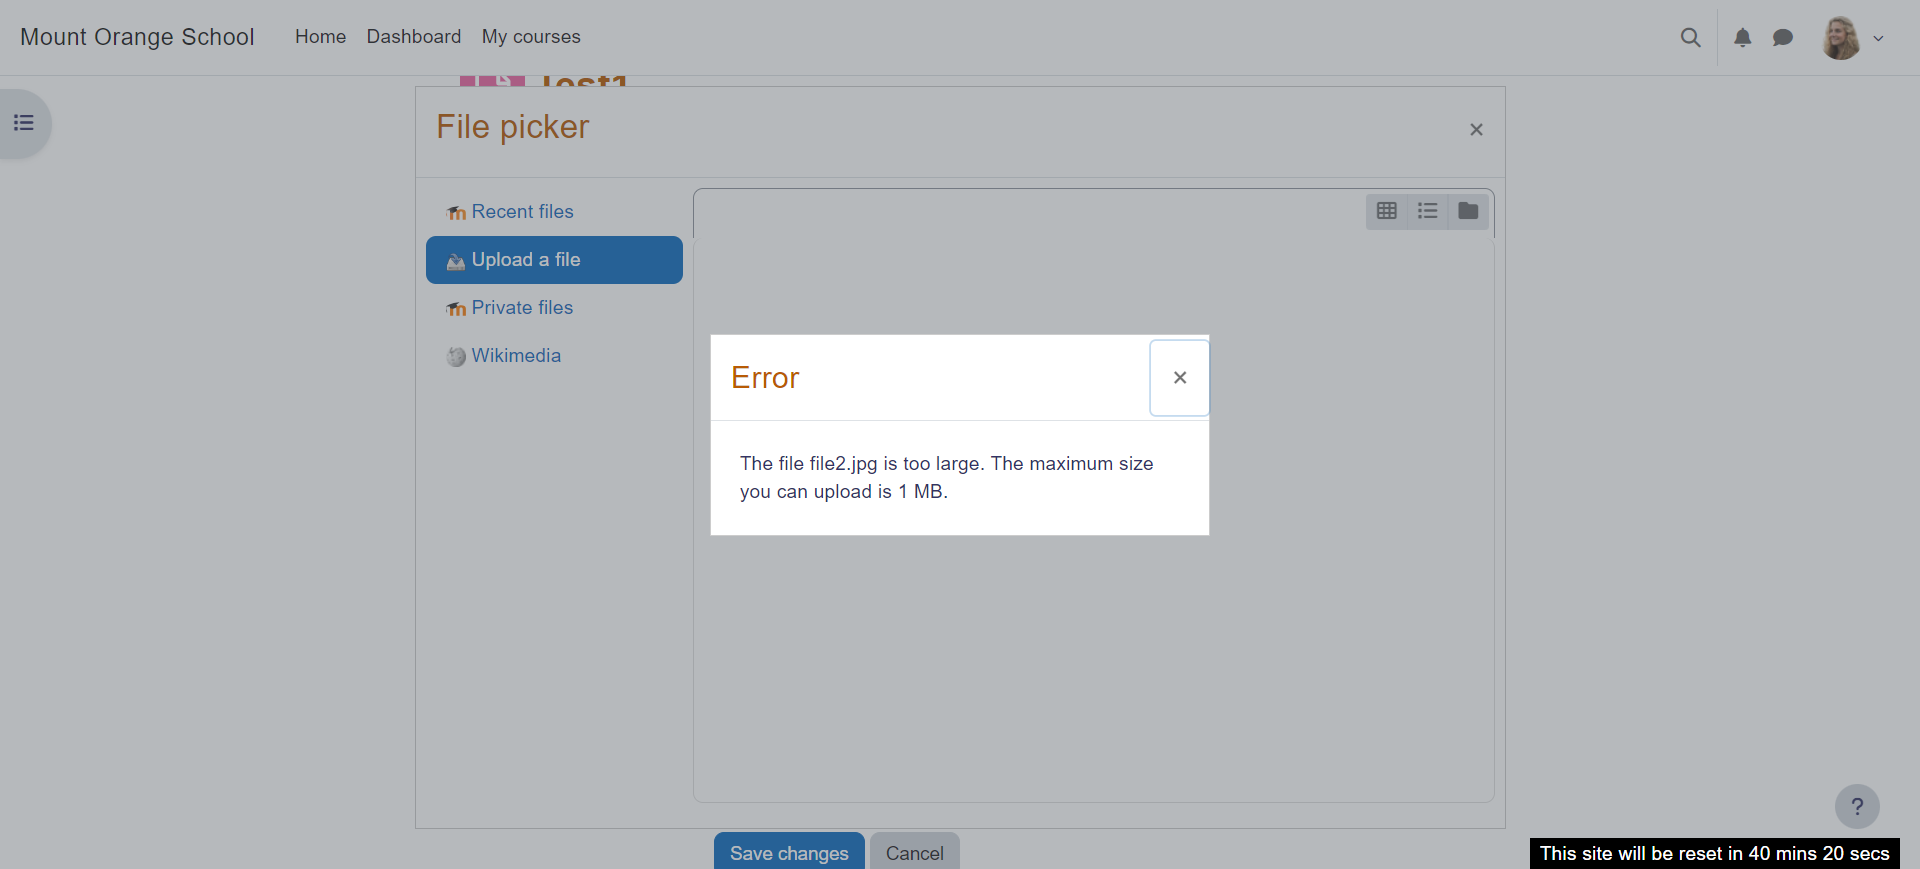 Mount Orange School
Home
Dashboard
My courses
Test1
File picker
×
Recent files
Upload a file
Private files
Wikimedia
Error
×
The file file2.jpg is too large. The maximum size
you can upload is 1 MB.
Save changes
Cancel
?
This site will be reset in 40 mins 20 secs